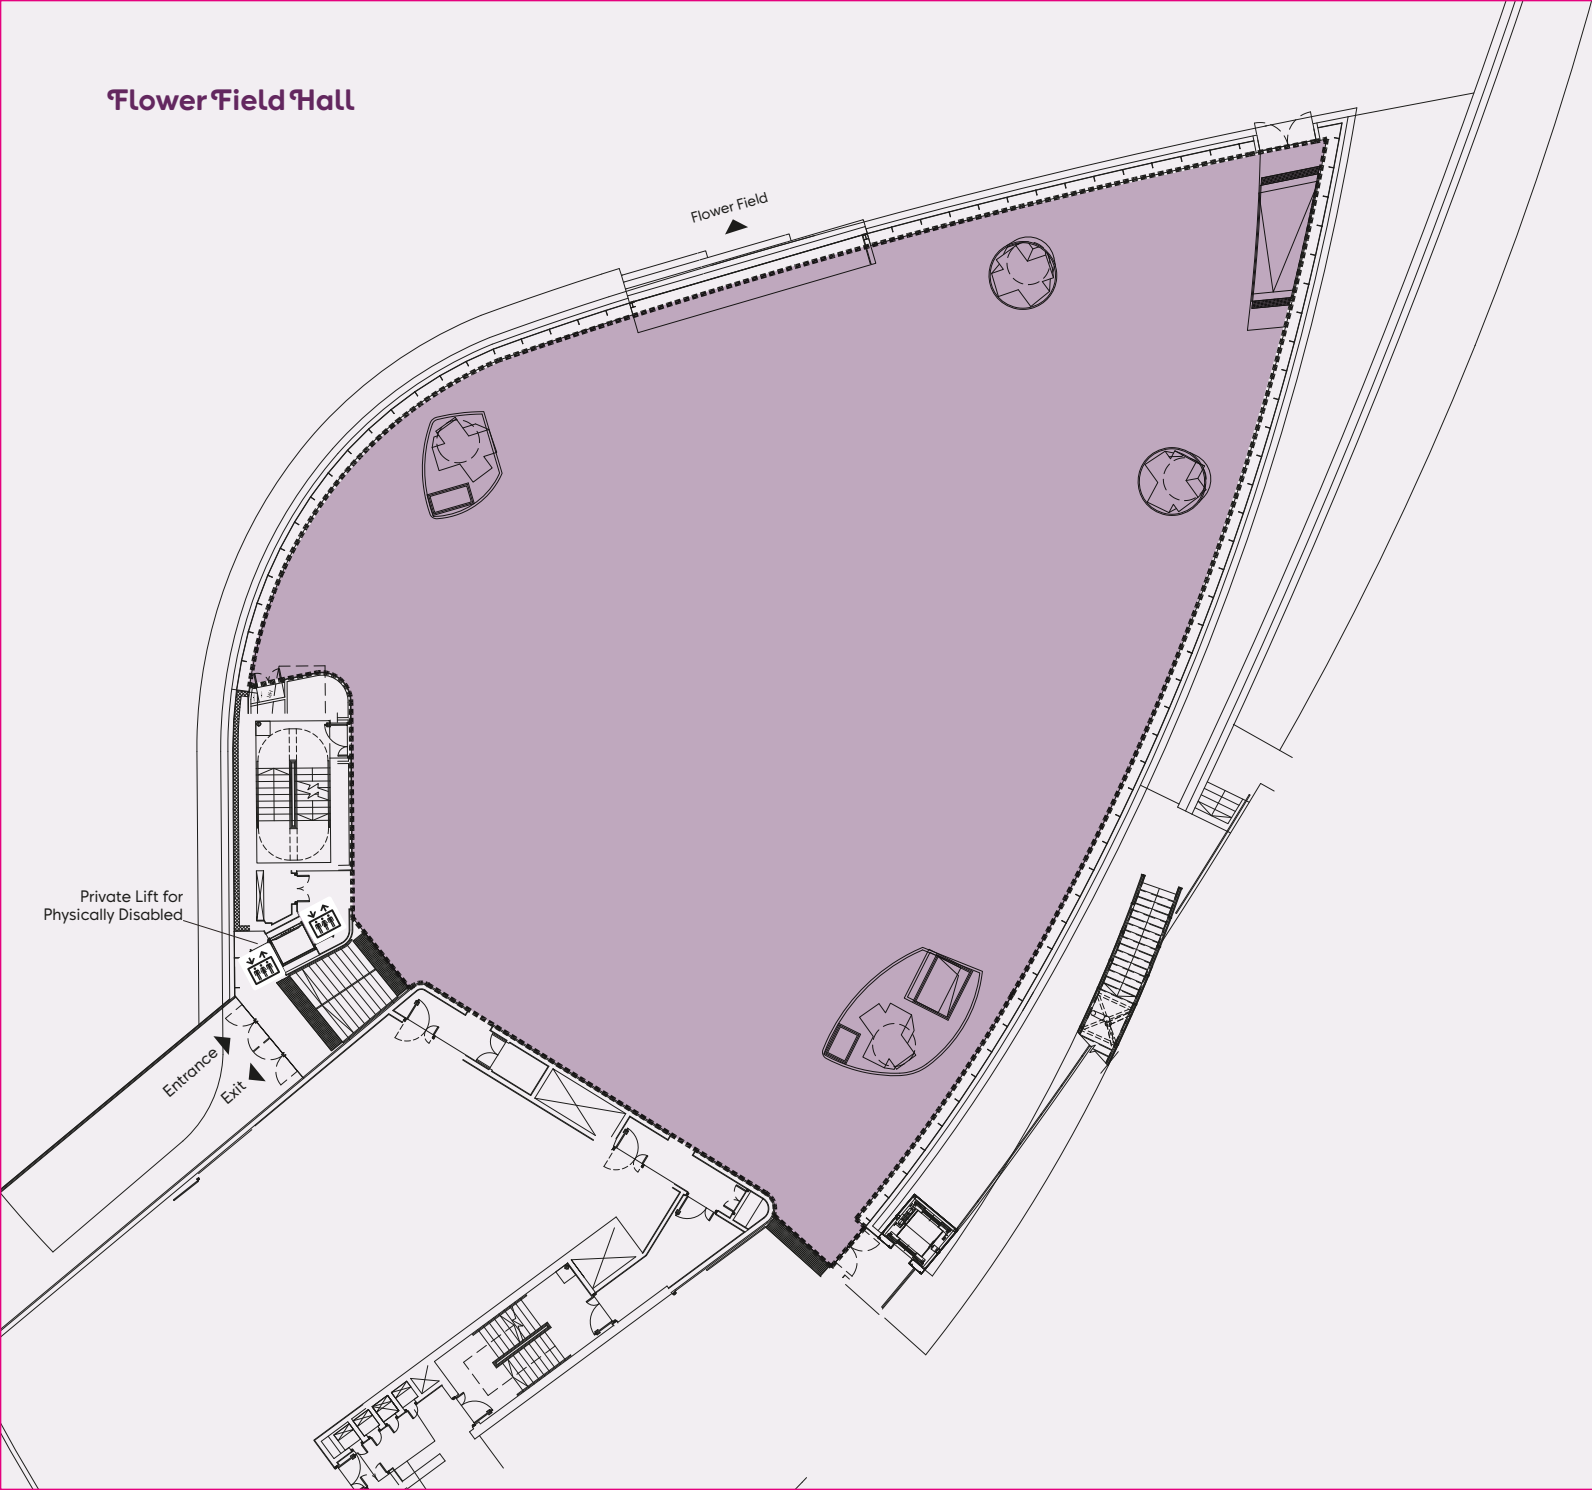 Flower Field Hall
Flower Field
Private Lift for
Physically Disabled
Entrance
Exit